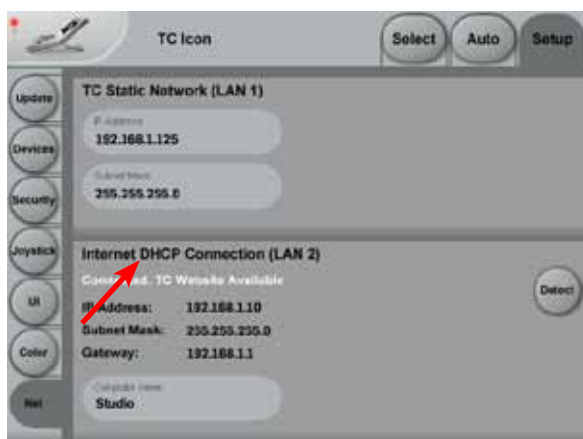 TC Icon
Select
Auto
Setup
Update
Devices
Security
Joystick
UI
Color
Net
TC Static Network (LAN 1)
IP Address
192.168.1.125
Subnet Mask
255.255.255.0
Internet DHCP Connection (LAN 2)
Connected. TC Website Available
IP Address: 192.168.1.10
Subnet Mask: 255.255.255.0
Gateway: 192.168.1.1
Detect
Computer name
Studio